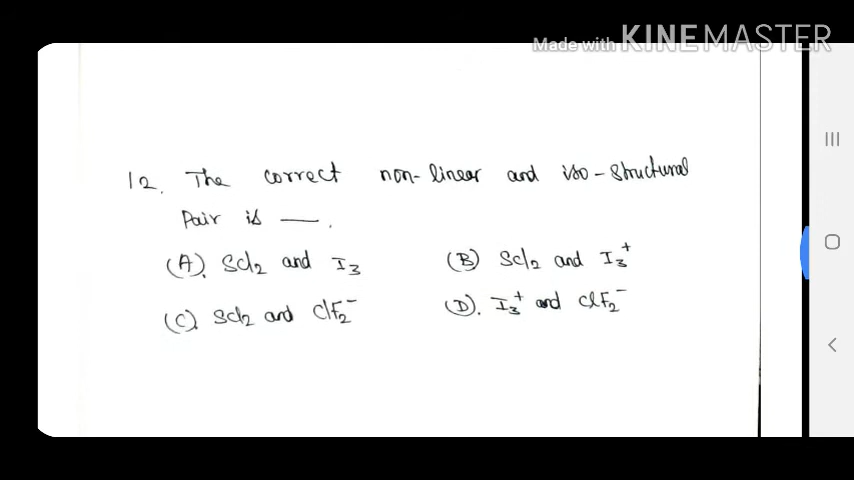 Made with KINEMASTER
12. The correct non-linear and iso-structural
Pair is —.
(A). Scl2 and I3
(B) Scl2 and I3+
(C). Scl2 and ClF2-
(D). I3+ and ClF2-